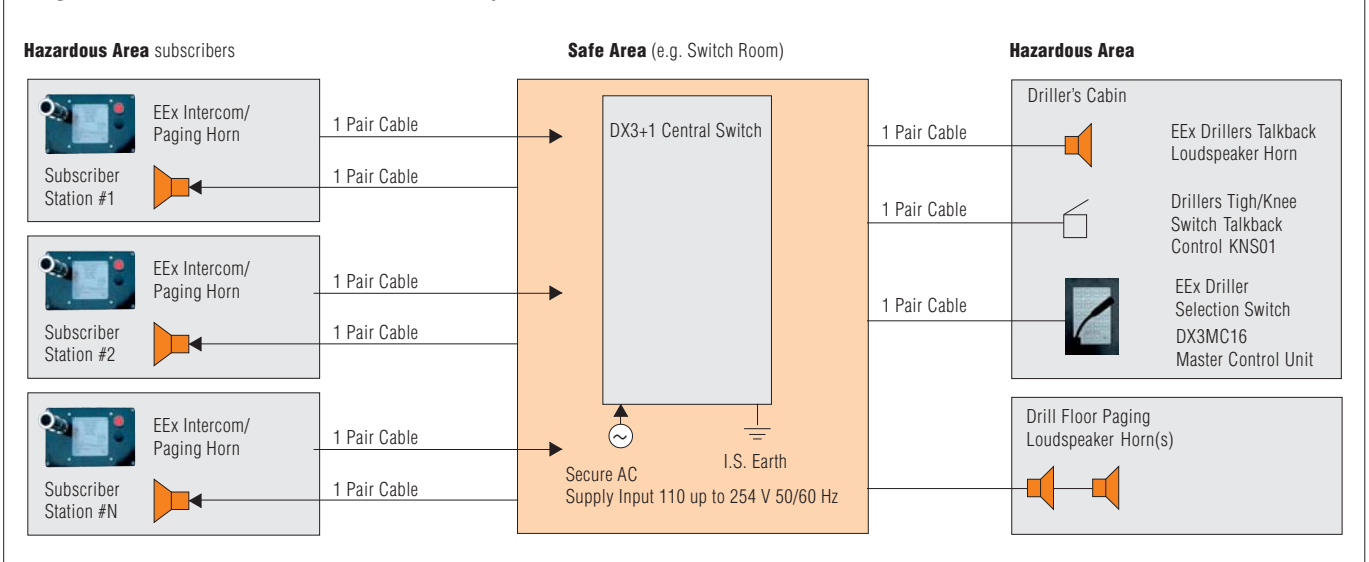 Hazardous Area subscribers
EEx Intercom/
Paging Horn
Subscriber
Station #1
1 Pair Cable
1 Pair Cable
EEx Intercom/
Paging Horn
Subscriber
Station #2
1 Pair Cable
1 Pair Cable
EEx Intercom/
Paging Horn
Subscriber
Station #N
1 Pair Cable
1 Pair Cable
Safe Area (e.g. Switch Room)
DX3+1 Central Switch
I.S. Earth
Secure AC
Supply Input 110 up to 254 V 50/60 Hz
1 Pair Cable
1 Pair Cable
1 Pair Cable
Hazardous Area
Driller's Cabin
EEx Drillers Talkback
Loudspeaker Horn
Drillers Tigh/Knee
Switch Talkback
Control KNS01
EEx Driller
Selection Switch
DX3MC16
Master Control Unit
Drill Floor Paging
Loudspeaker Horn(s)